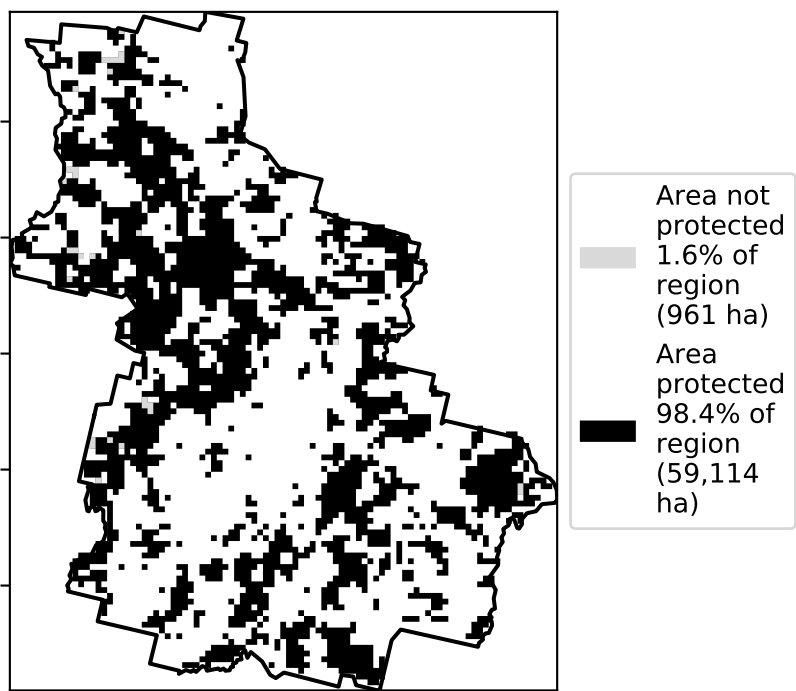 Area not
protected
1.6% of
region
(961 ha)
Area
protected
98.4% of
region
(59,114
ha)